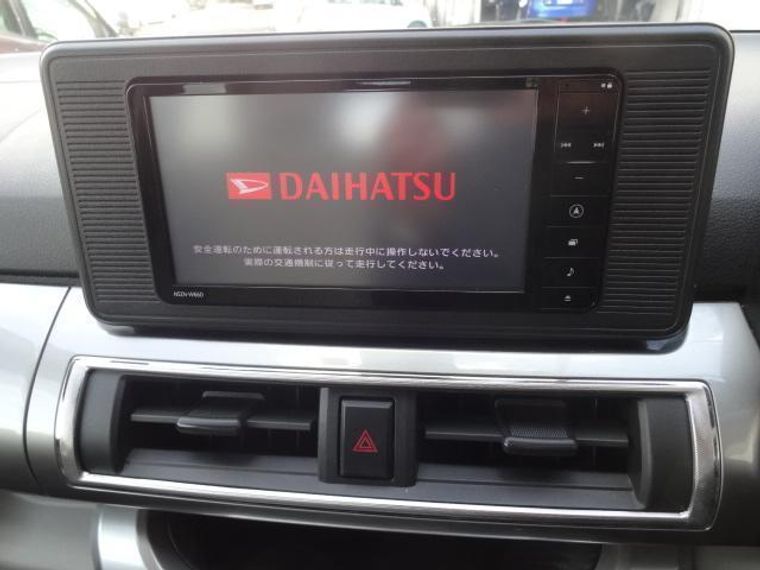 DAIHATSU
安全運転のために運転される方は走行中に操作しないでください。
実際の交通規制に従って走行してください。
NSZN-W66D